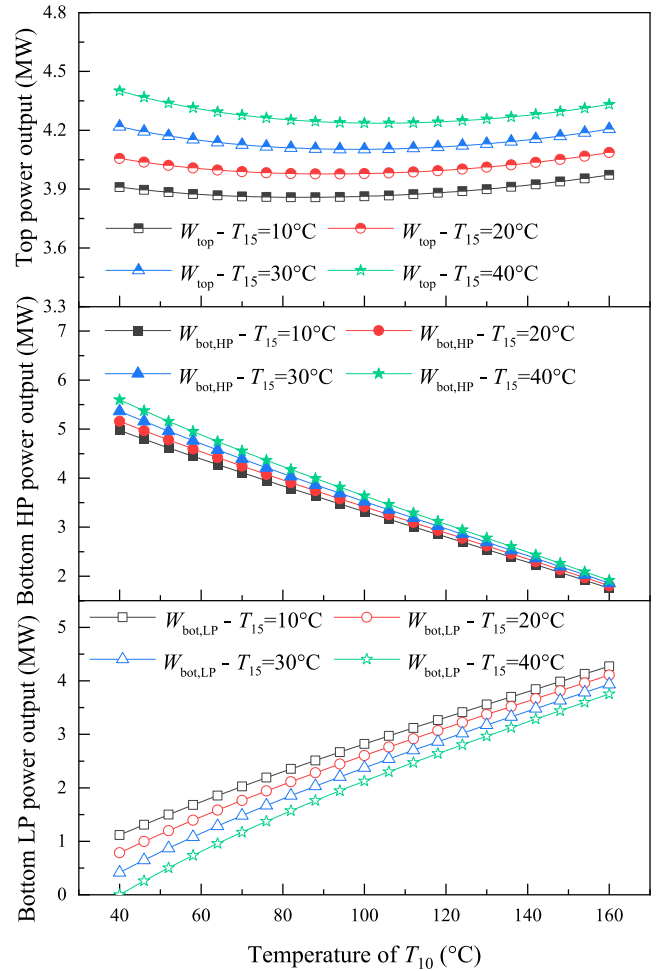 Top power output (MW)
4.8
4.5
4.2
3.9
3.6
3.3
W_top - T_15=10°C
W_top - T_15=20°C
W_top - T_15=30°C
W_top - T_15=40°C
Bottom HP power output (MW)
7
6
5
4
3
2
W_bot,HP - T_15=10°C
W_bot,HP - T_15=20°C
W_bot,HP - T_15=30°C
W_bot,HP - T_15=40°C
Bottom LP power output (MW)
5
4
3
2
1
0
W_bot,LP - T_15=10°C
W_bot,LP - T_15=20°C
W_bot,LP - T_15=30°C
W_bot,LP - T_15=40°C
40 60 80 100 120 140 160
Temperature of T_10 (°C)